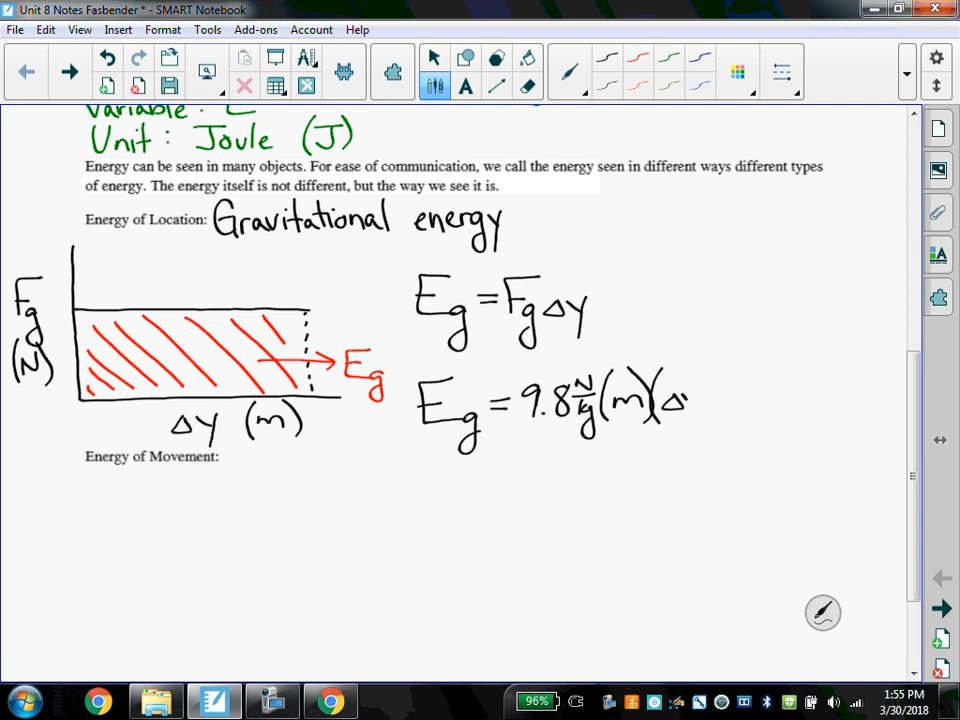 Unit 8 Notes Fasbender * - SMART Notebook
File Edit View Insert Format Tools Add-ons Account Help
Variable: E
Unit: Joule (J)
Energy can be seen in many objects. For ease of communication, we call the energy seen in different ways different types
of energy. The energy itself is not different, but the way we see it is.
Energy of Location: Gravitational energy
Fg
(N)
Eg
Δy (m)
Eg = Fg Δy
Eg = 9.8 N/kg (m)(Δ
Energy of Movement:
96%
1:55 PM
3/30/2018